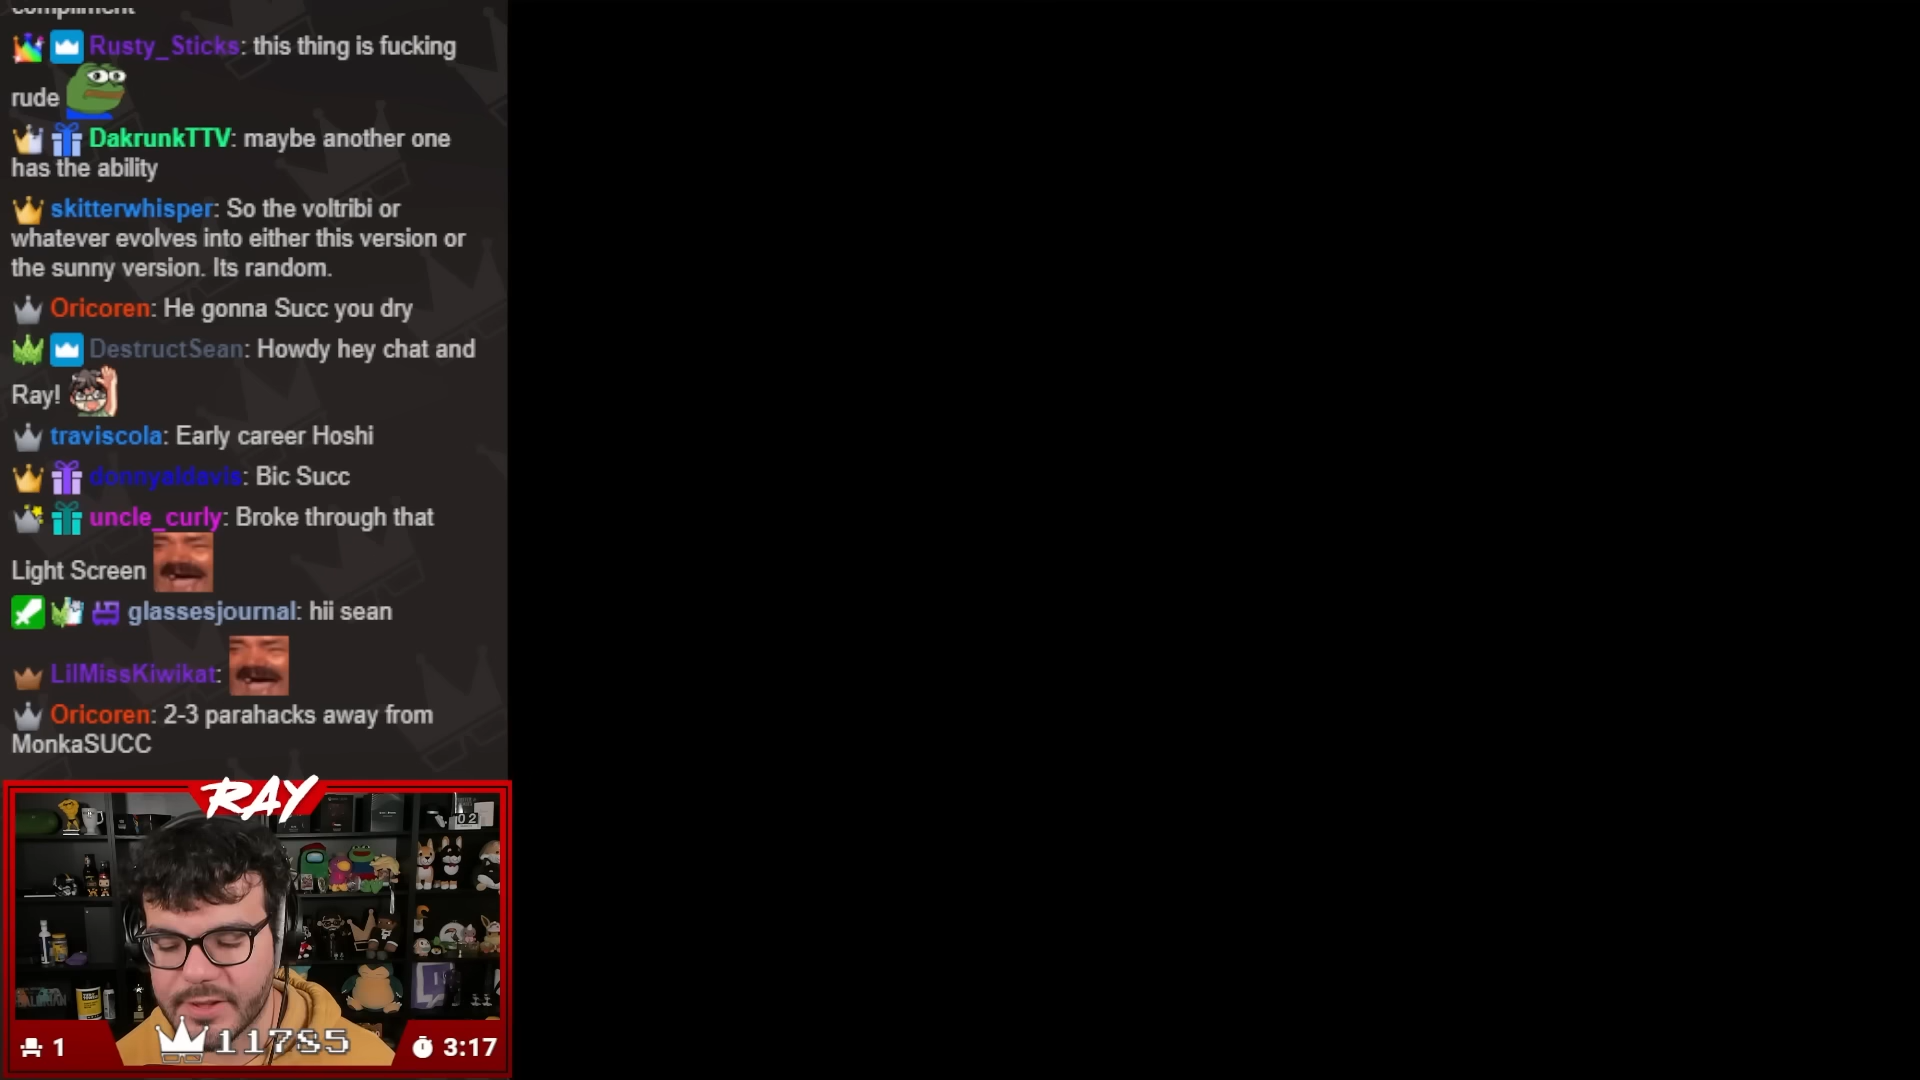 compliment
Rusty_Sticks: this thing is fucking
rude
DakrunkTTV: maybe another one
has the ability
skitterwhisper: So the voltribi or
whatever evolves into either this version or
the sunny version. Its random.
Oricoren: He gonna Succ you dry
DestructSean: Howdy hey chat and
Ray!
traviscola: Early career Hoshi
donnyaldavis: Bic Succ
uncle_curly: Broke through that
Light Screen
glassesjournal: hii sean
LilMissKiwikat:
Oricoren: 2-3 parahacks away from
MonkaSUCC
RAY
02
1
11785
3:17